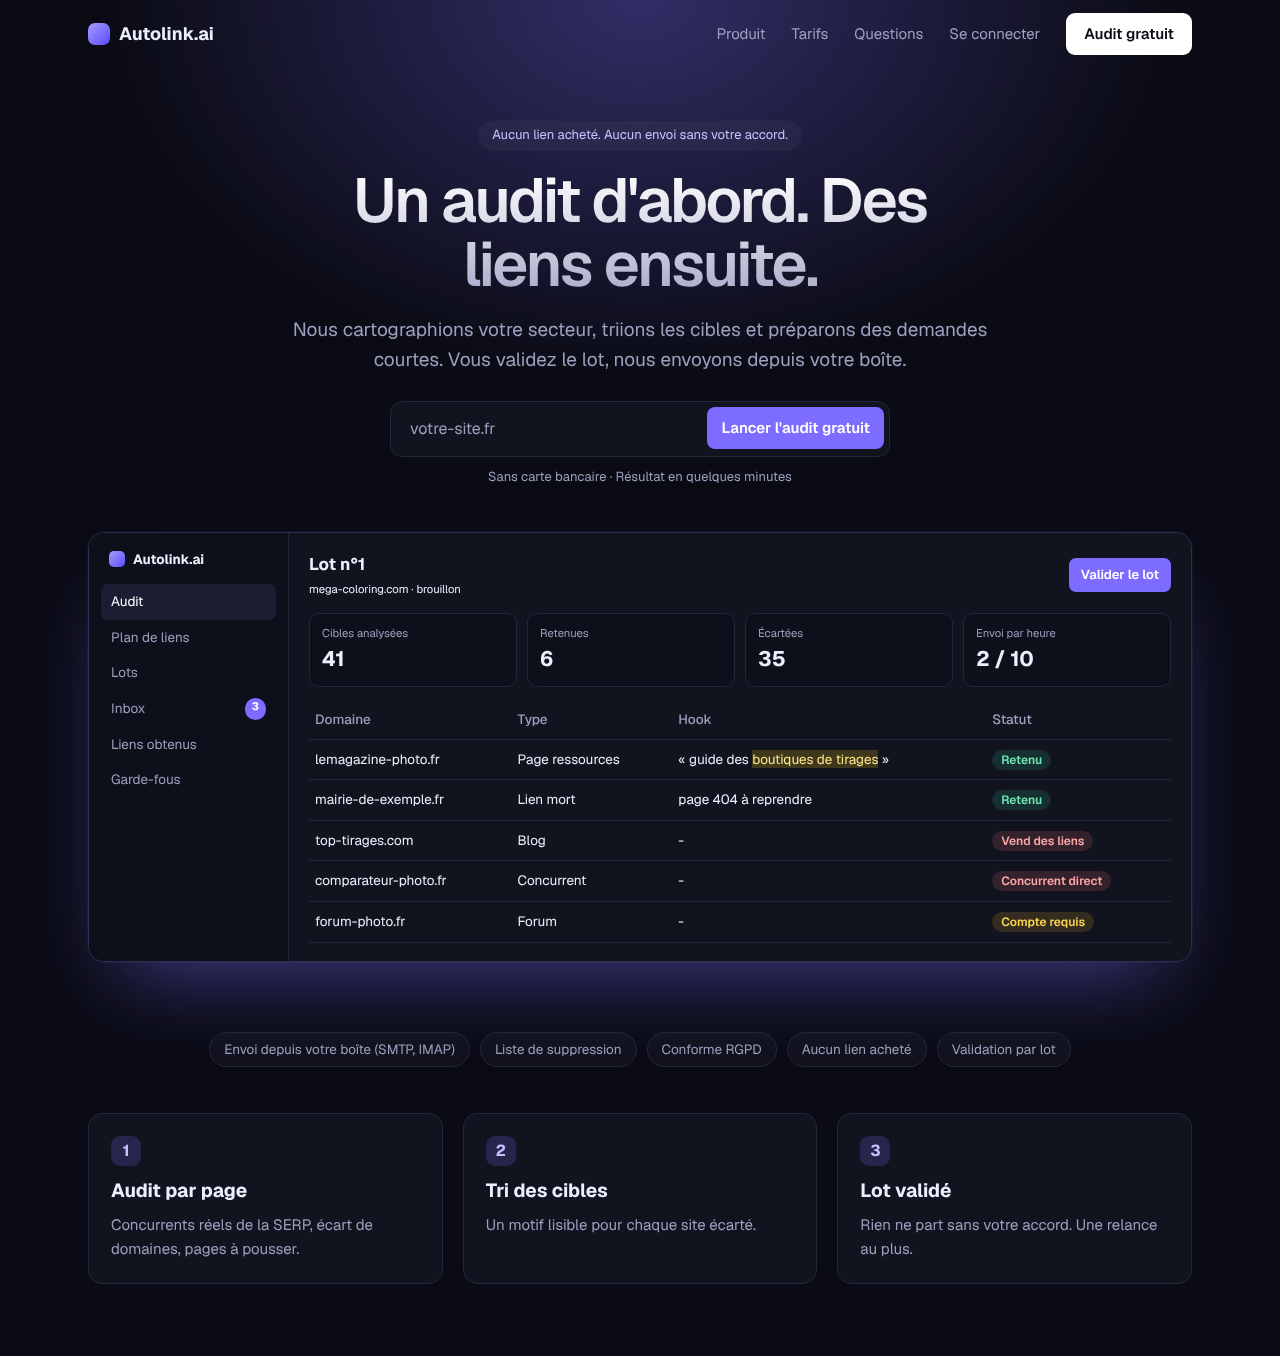 Autolink.ai
Produit
Tarifs
Questions
Se connecter
Audit gratuit
Aucun lien acheté. Aucun envoi sans votre accord.
Un audit d'abord. Des
liens ensuite.
Nous cartographions votre secteur, triions les cibles et préparons des demandes
courtes. Vous validez le lot, nous envoyons depuis votre boîte.
votre-site.fr
Lancer l'audit gratuit
Sans carte bancaire · Résultat en quelques minutes
Autolink.ai
Audit
Plan de liens
Lots
Inbox 3
Liens obtenus
Garde-fous
Lot n°1
mega-coloring.com · brouillon
Valider le lot
Cibles analysées
41
Retenues
6
Écartées
35
Envoi par heure
2 / 10
Domaine Type Hook Statut
lemagazine-photo.fr Page ressources « guide des boutiques de tirages » Retenu
mairie-de-exemple.fr Lien mort page 404 à reprendre Retenu
top-tirages.com Blog - Vend des liens
comparateur-photo.fr Concurrent - Concurrent direct
forum-photo.fr Forum - Compte requis
Envoi depuis votre boîte (SMTP, IMAP)
Liste de suppression
Conforme RGPD
Aucun lien acheté
Validation par lot
1
Audit par page
Concurrents réels de la SERP, écart de
domaines, pages à pousser.
2
Tri des cibles
Un motif lisible pour chaque site écarté.
3
Lot validé
Rien ne part sans votre accord. Une relance
au plus.